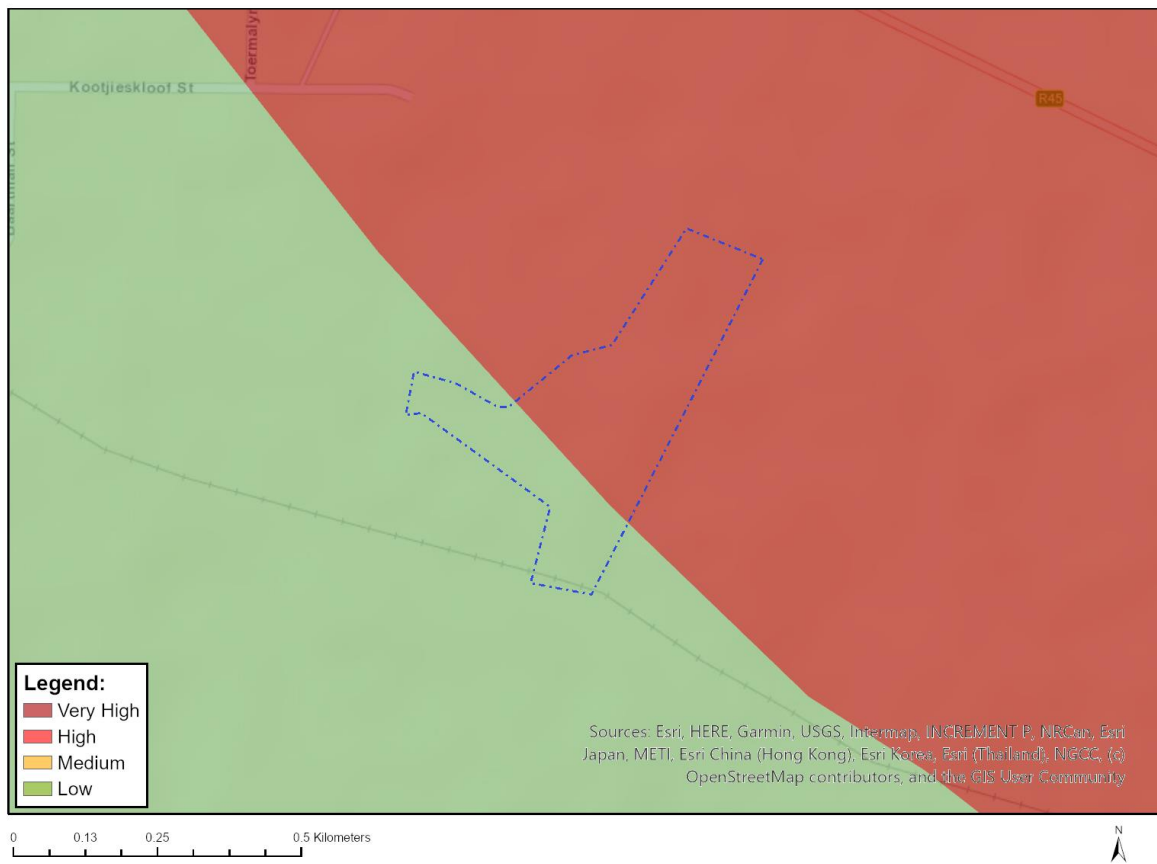 Kootjieskloof St
Toermalyn
R45
Legend:
Very High
High
Medium
Low
Sources: Esri, HERE, Garmin, USGS, Intermap, INCREMENT P, NRCan, Esri
Japan, METI, Esri China (Hong Kong), Esri Korea, Esri (Thailand), NGCC, (c)
OpenStreetMap contributors, and the GIS User Community
0 0.13 0.25 0.5 Kilometers
N